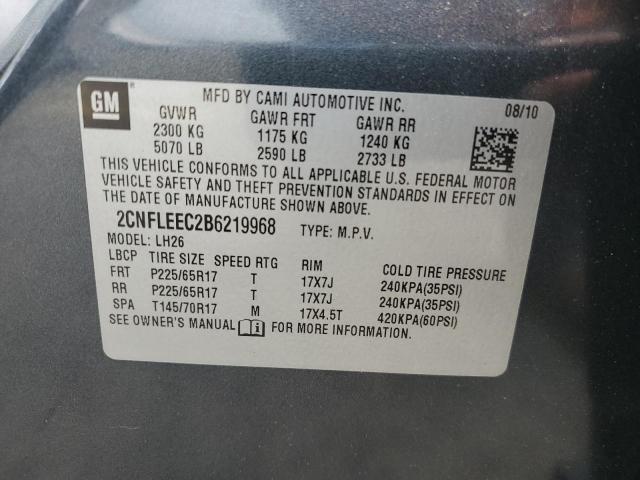 GM
MFD BY CAMI AUTOMOTIVE INC. 08/10
GVWR GAWR FRT GAWR RR
2300 KG 1175 KG 1240 KG
5070 LB 2590 LB 2733 LB
THIS VEHICLE CONFORMS TO ALL APPLICABLE U.S. FEDERAL MOTOR
VEHICLE SAFETY AND THEFT PREVENTION STANDARDS IN EFFECT ON
THE DATE OF MANUFACTURE SHOWN ABOVE.
2CNFLEEC2B6219968 TYPE: M.P.V.
MODEL: LH26
LBCP TIRE SIZE SPEED RTG RIM COLD TIRE PRESSURE
FRT P225/65R17 T 17X7J 240KPA(35PSI)
RR P225/65R17 T 17X7J 240KPA(35PSI)
SPA T145/70R17 M 17X4.5T 420KPA(60PSI)
SEE OWNER'S MANUAL FOR MORE INFORMATION.